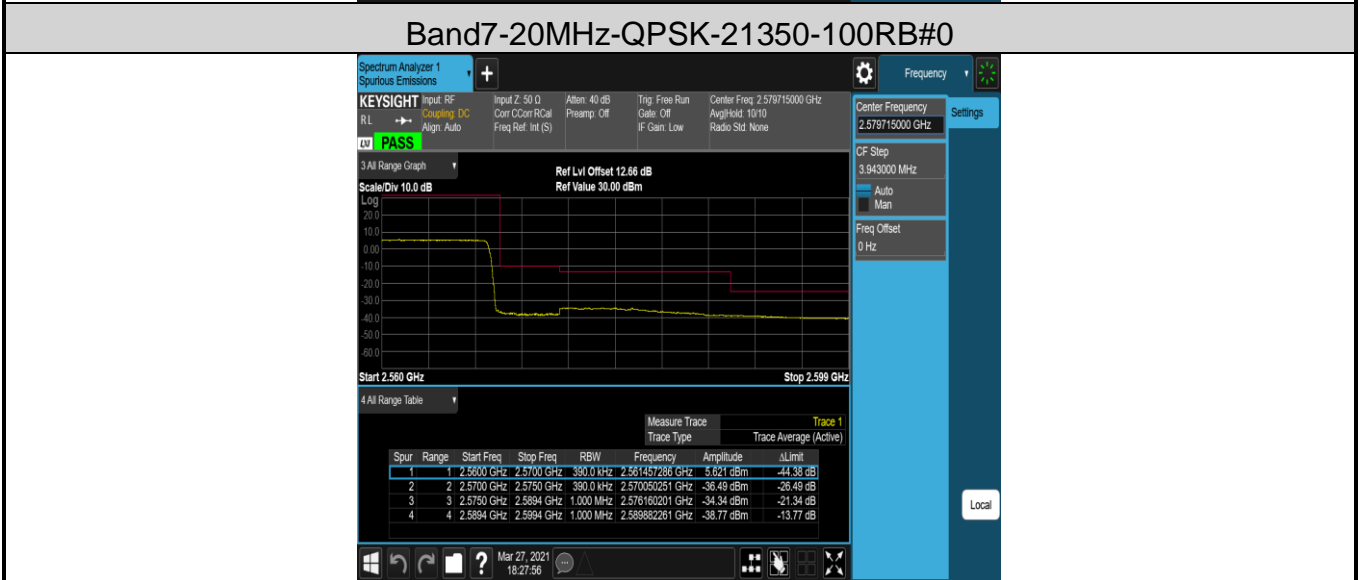 Band7-20MHz-QPSK-21350-100RB#0
Spectrum Analyzer 1
Spurious Emissions
+
Frequency
KEYSIGHT
RL
LXI PASS
Input: RF
Coupling: DC
Align: Auto
Input Z: 50 Ω
Corr CCorr RCal
Freq Ref: Int (S)
Atten: 40 dB
Preamp: Off
Trig: Free Run
Gate: Off
IF Gain: Low
Center Freq: 2.579715000 GHz
Avg|Hold: 10/10
Radio Std: None
Center Frequency
2.579715000 GHz
Settings
CF Step
3.943000 MHz
Auto
Man
Freq Offset
0 Hz
Local
3 All Range Graph
Ref Lvl Offset 12.66 dB
Scale/Div 10.0 dB
Ref Value 30.00 dBm
Log
20.0
10.0
0.00
-10.0
-20.0
-30.0
-40.0
-50.0
-60.0
Start 2.560 GHz
Stop 2.599 GHz
4 All Range Table
Measure Trace Trace 1
Trace Type Trace Average (Active)
Spur Range Start Freq Stop Freq RBW Frequency Amplitude ΔLimit
1 1 2.5600 GHz 2.5700 GHz 390.0 kHz 2.561457286 GHz 5.621 dBm -44.38 dB
2 2 2.5700 GHz 2.5750 GHz 390.0 kHz 2.570050251 GHz -36.49 dBm -26.49 dB
3 3 2.5750 GHz 2.5894 GHz 1.000 MHz 2.576160201 GHz -34.34 dBm -21.34 dB
4 4 2.5894 GHz 2.5994 GHz 1.000 MHz 2.589882261 GHz -38.77 dBm -13.77 dB
?
Mar 27, 2021
18:27:56